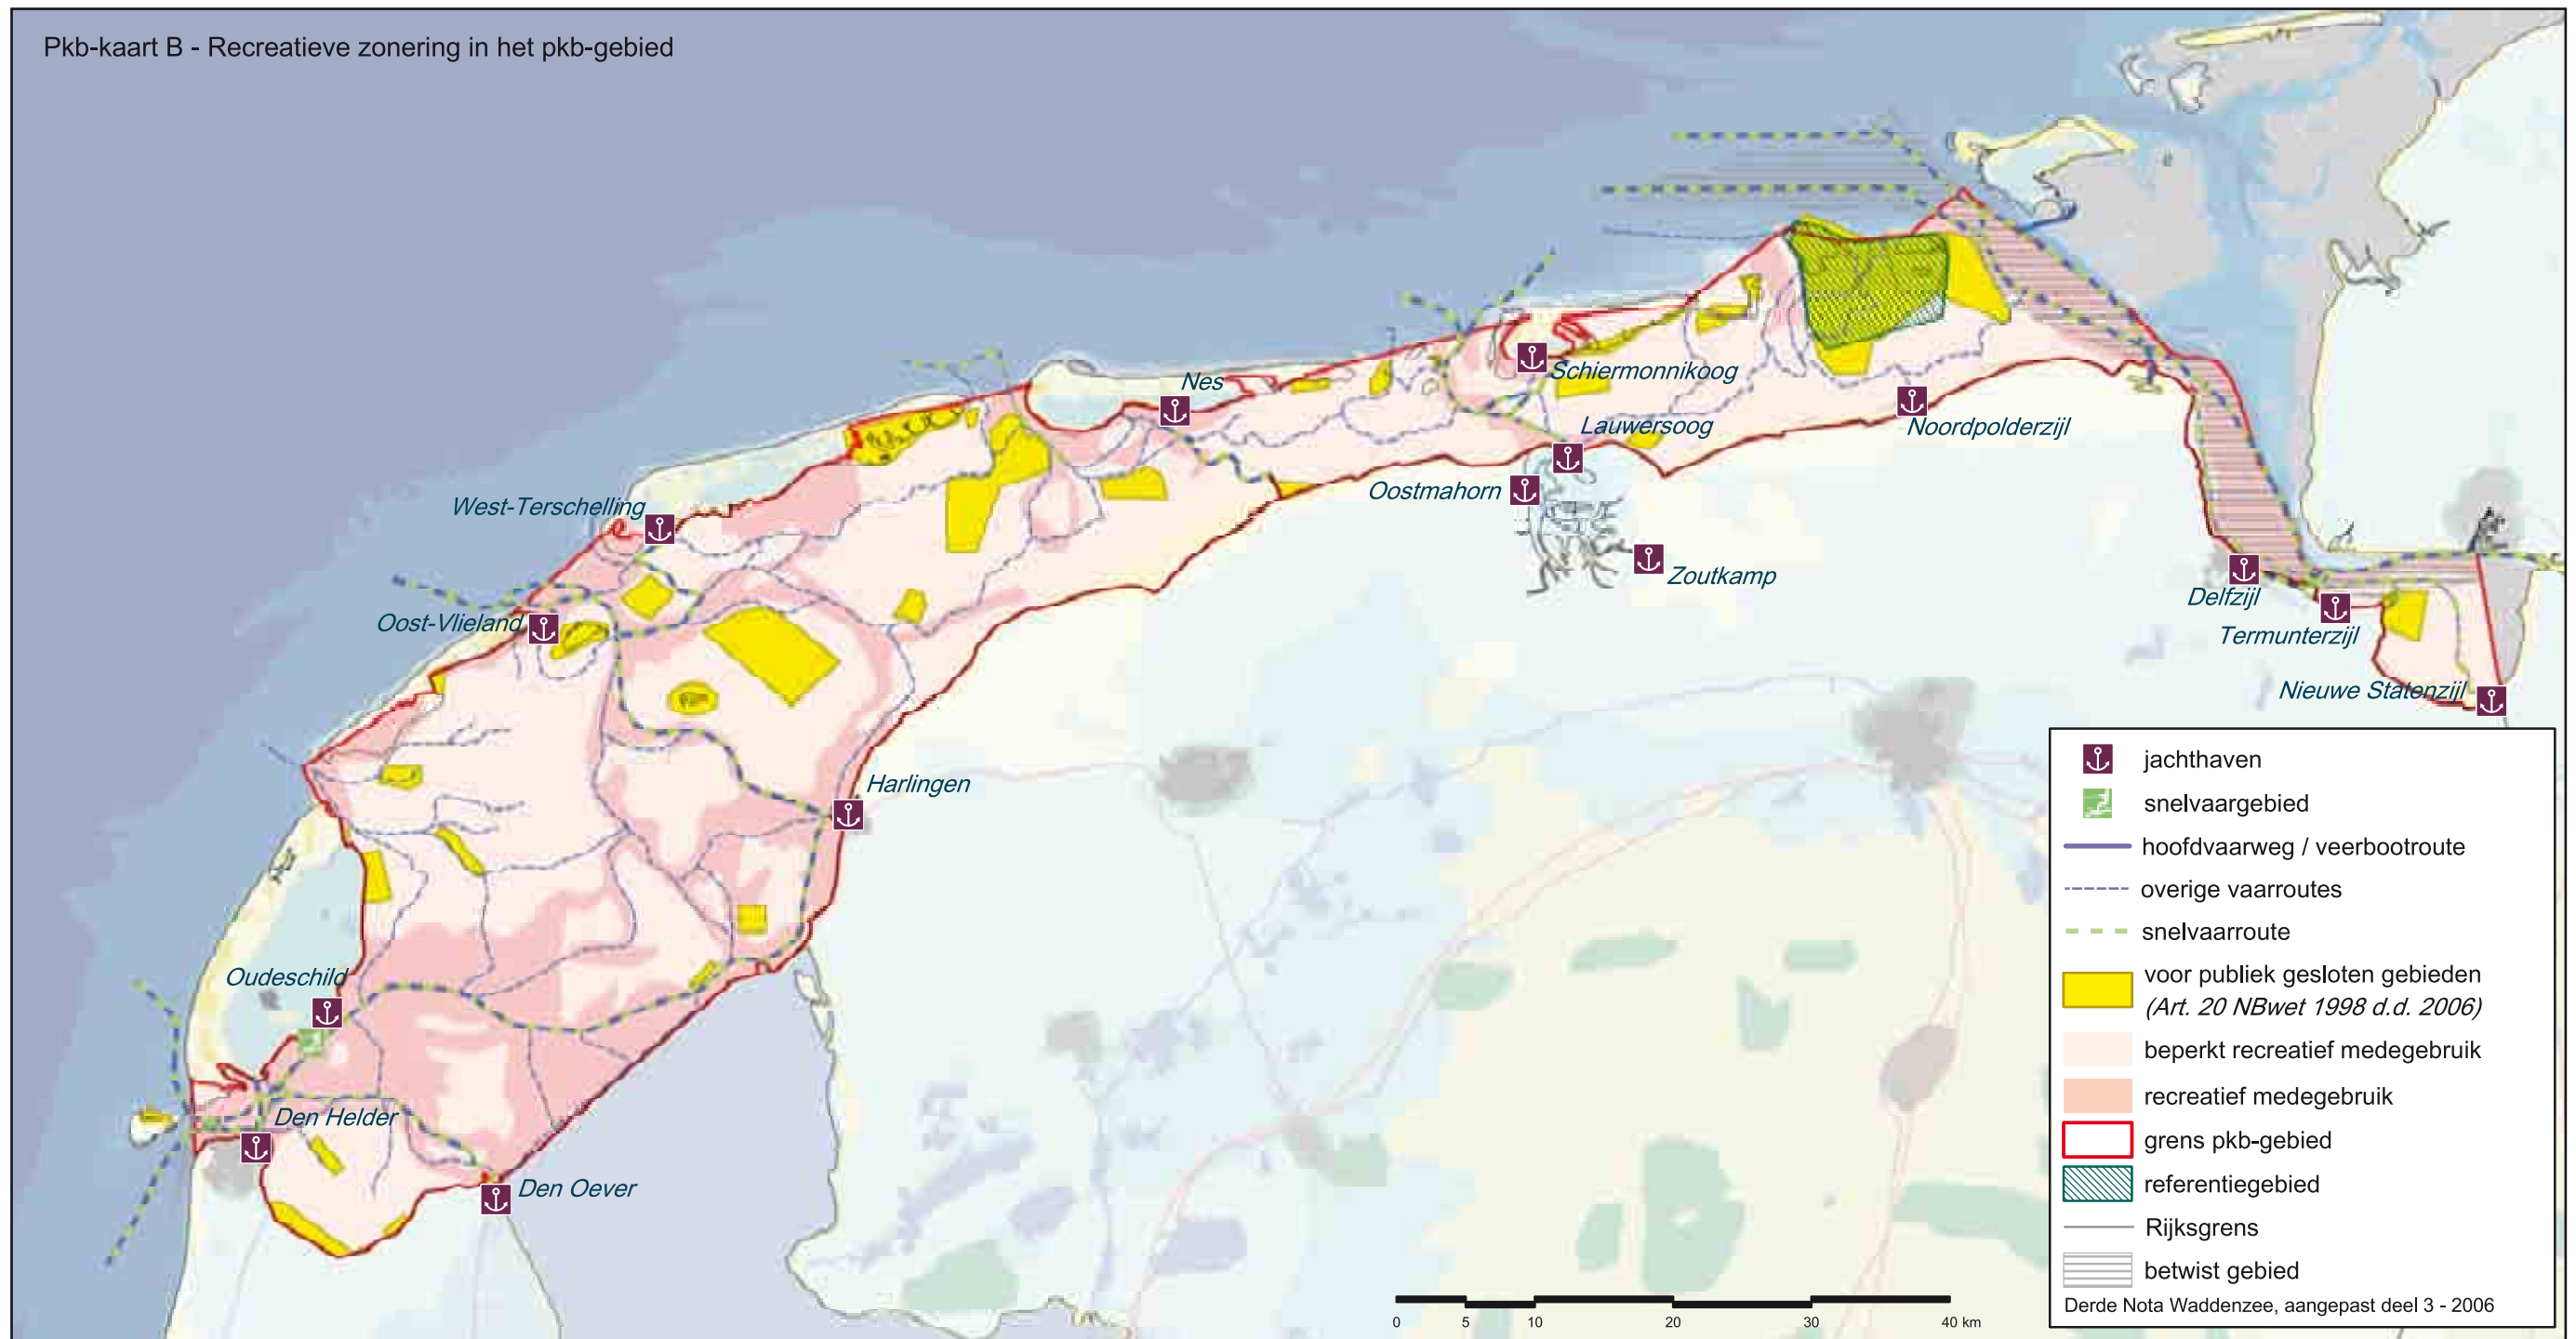 Pkb-kaart B - Recreatieve zonering in het pkb-gebied
Nes
Schiermonnikoog
Lauwersoog
Noordpolderzijl
Oostmahorn
West-Terschelling
Zoutkamp
Delfzijl
Oost-Vlieland
Termunterzijl
Nieuwe Statenzijl
Harlingen
Oudeschild
Den Helder
Den Oever
jachthaven
snelvaargebied
hoofdvaarweg / veerbootroute
overige vaarroutes
snelvaarroute
voor publiek gesloten gebieden
(Art. 20 NBwet 1998 d.d. 2006)
beperkt recreatief medegebruik
recreatief medegebruik
grens pkb-gebied
referentiegebied
Rijksgrens
betwist gebied
Derde Nota Waddenzee, aangepast deel 3 - 2006
0 5 10 20 30 40 km